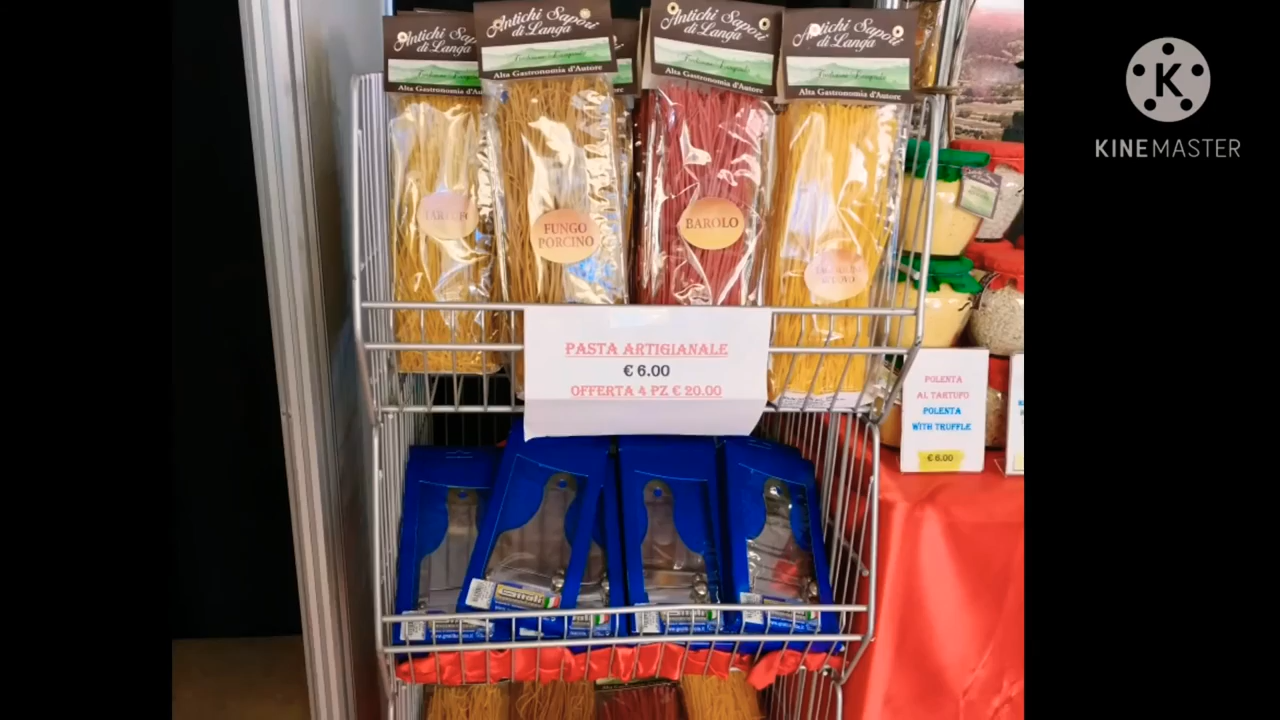 Antichi Sapori
di Langa
Alta Gastronomia d'Autore
Antichi Sapori
di Langa
Alta Gastronomia d'Autore
Antichi Sapori
di Langa
Alta Gastronomia d'Autore
Antichi Sapori
di Langa
Alta Gastronomia d'Autore
KINEMASTER
TARTUFO
FUNGO
PORCINO
BAROLO
PASTA ARTIGIANALE
€ 6.00
OFFERTA 4 PZ € 20.00
POLENTA
AL TARTUFO
POLENTA
WITH TRUFFLE
€ 6.00